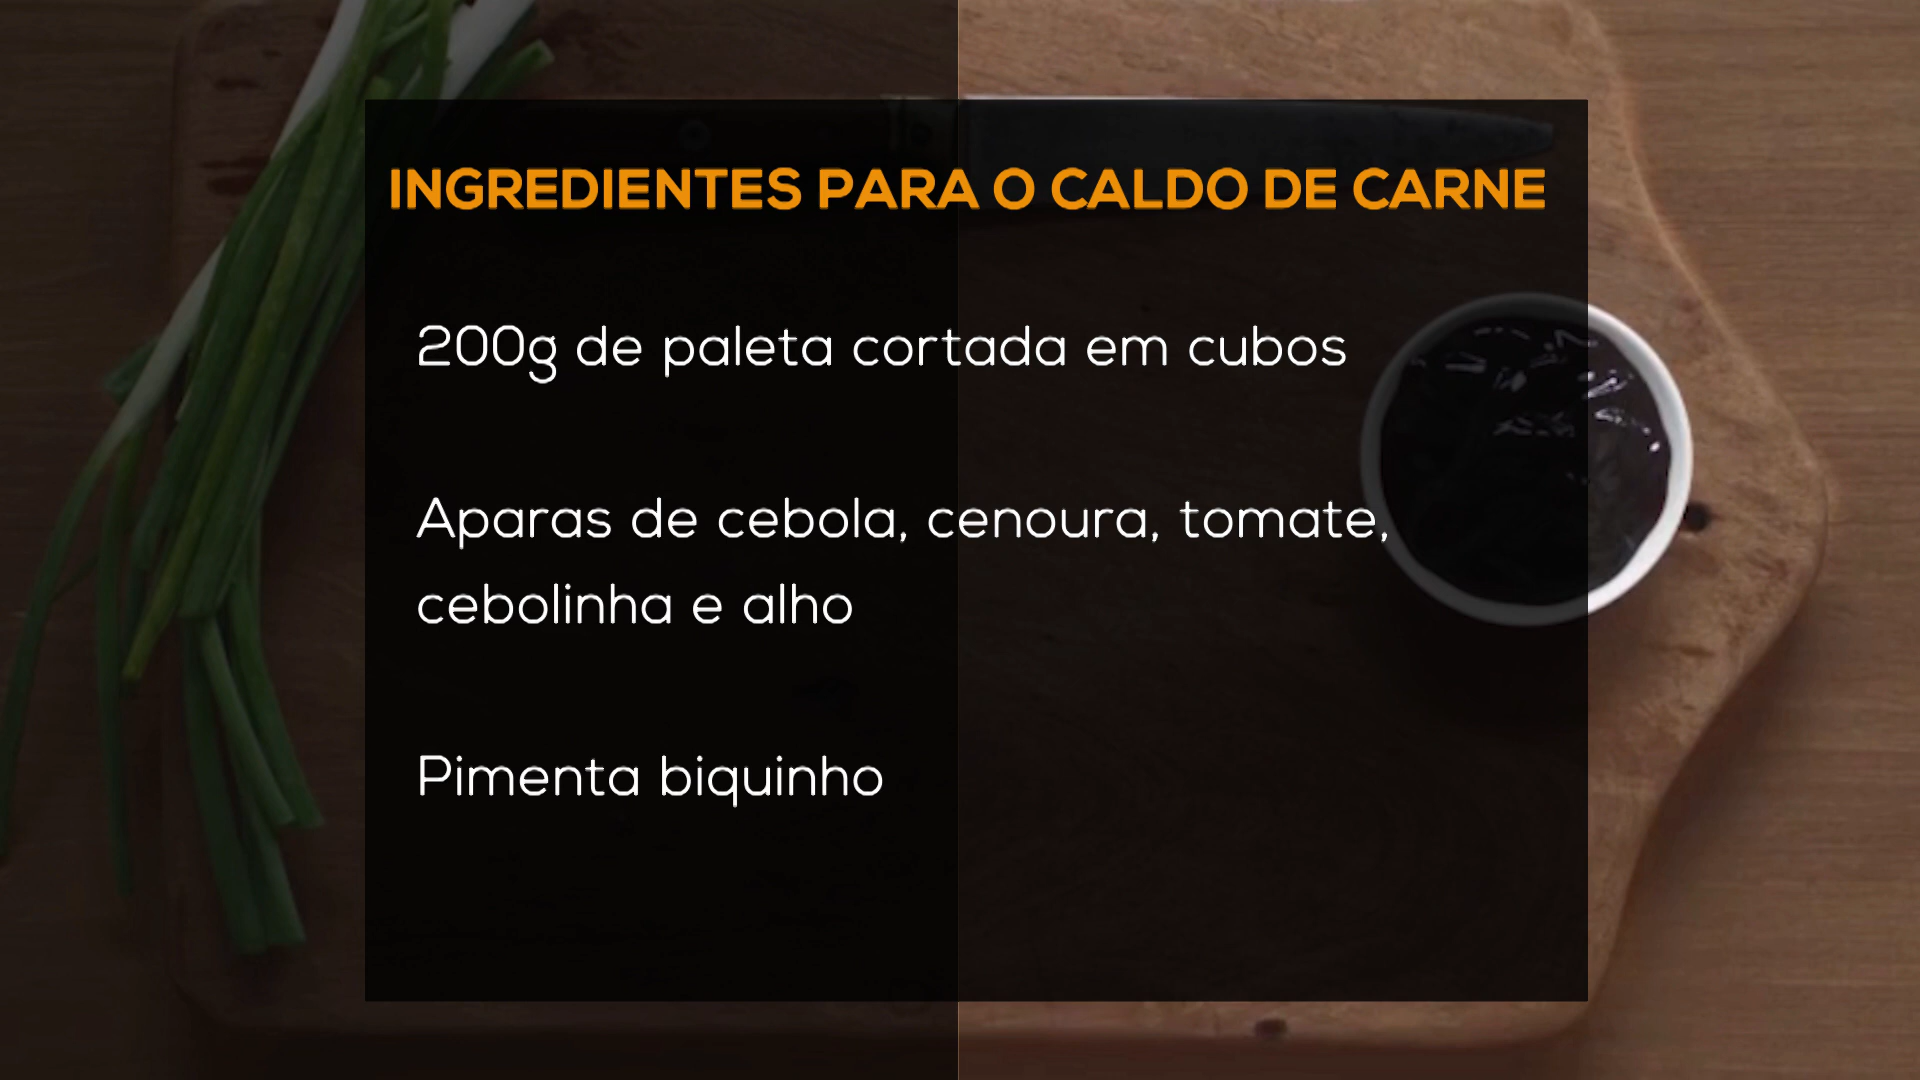 INGREDIENTES PARA O CALDO DE CARNE
200g de paleta cortada em cubos
Aparas de cebola, cenoura, tomate,
cebolinha e alho
Pimenta biquinho